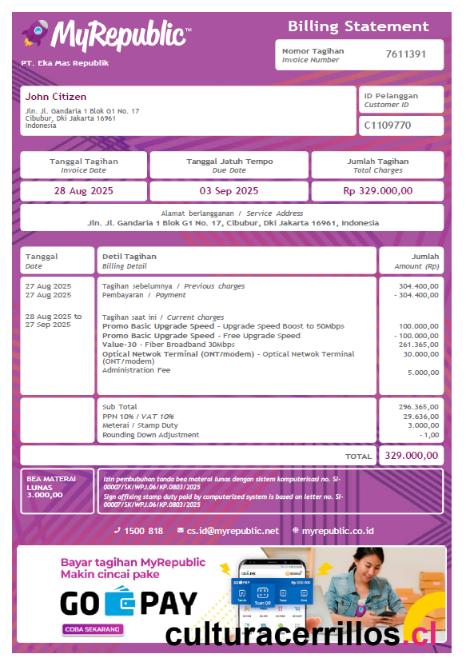 MyRepublic™
Billing Statement
PT. Eka Mas Republik
Nomor Tagihan
Invoice Number
7611391
John Citizen
Jln. Jl. Gandaria 1 Blok G1 No. 17
Cibubur, Dki Jakarta 16961
Indonesia
ID Pelanggan
Customer ID
C1109770
Tanggal Tagihan
Invoice Date
Tanggal Jatuh Tempo
Due Date
Jumlah Tagihan
Total Charges
28 Aug 2025
03 Sep 2025
Rp 329.000,00
Alamat berlangganan / Service Address
Jln. Jl. Gandaria 1 Blok G1 No. 17, Cibubur, Dki Jakarta 16961, Indonesia
Tanggal
Date
Detil Tagihan
Billing Detail
Jumlah
Amount (Rp)
27 Aug 2025 Tagihan sebelumnya / Previous charges 304.400,00
27 Aug 2025 Pembayaran / Payment - 304.400,00
28 Aug 2025 to Tagihan saat ini / Current charges
27 Sep 2025 Promo Basic Upgrade Speed - Upgrade Speed Boost to 50Mbps 100.000,00
Promo Basic Upgrade Speed - Free Upgrade Speed - 100.000,00
Value-30 - Fiber Broadband 30Mbps 261.365,00
Optical Netwok Terminal (ONT/modem) - Optical Netwok Terminal 30.000,00
(ONT/modem)
Administration Fee 5.000,00
Sub Total 296.365,00
PPN 10% / VAT 10% 29.636,00
Meterai / Stamp Duty 3.000,00
Rounding Down Adjustment - 1,00
TOTAL 329.000,00
BEA MATERAI
LUNAS
3.000,00
Izin pembubuhan tanda bea materai lunas dengan sistem komputerisasi no. SI-
00007/SK/WPJ.06/KP.0803/2025
Sign affixing stamp duty paid by computerized system is based on letter no. SI-
00007/SK/WPJ.06/KP.0803/2025
1500 818 cs.id@myrepublic.net myrepublic.co.id
Bayar tagihan MyRepublic
Makin cincai pake
GO PAY
COBA SEKARANG
culturacerrillos.cl